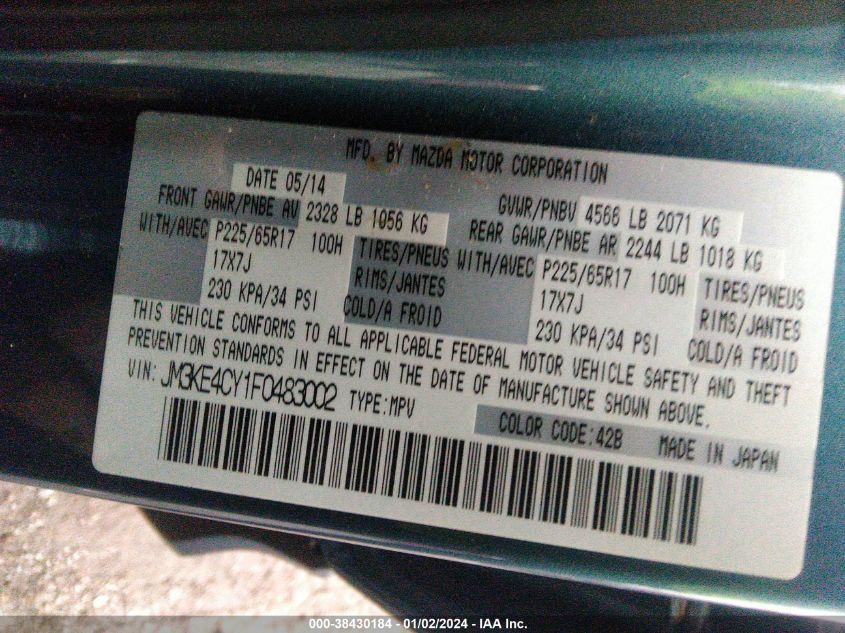 MFD. BY MAZDA MOTOR CORPORATION
DATE 05/14 GVWR/PNBV 4566 LB 2071 KG
FRONT GAWR/PNBE AV 2328 LB 1056 KG REAR GAWR/PNBE AR 2244 LB 1018 KG
WITH/AVEC P225/65R17 100H TIRES/PNEUS WITH/AVEC P225/65R17 100H TIRES/PNEUS
17X7J RIMS/JANTES 17X7J RIMS/JANTES
230 KPA/34 PSI COLD/A FROID 230 KPA/34 PSI COLD/A FROID
THIS VEHICLE CONFORMS TO ALL APPLICABLE FEDERAL MOTOR VEHICLE SAFETY AND THEFT
PREVENTION STANDARDS IN EFFECT ON THE DATE OF MANUFACTURE SHOWN ABOVE.
VIN: JM3KE4CY1F0483002 TYPE:MPV
COLOR CODE:42B MADE IN JAPAN
000-38430184 - 01/02/2024 - IAA Inc.